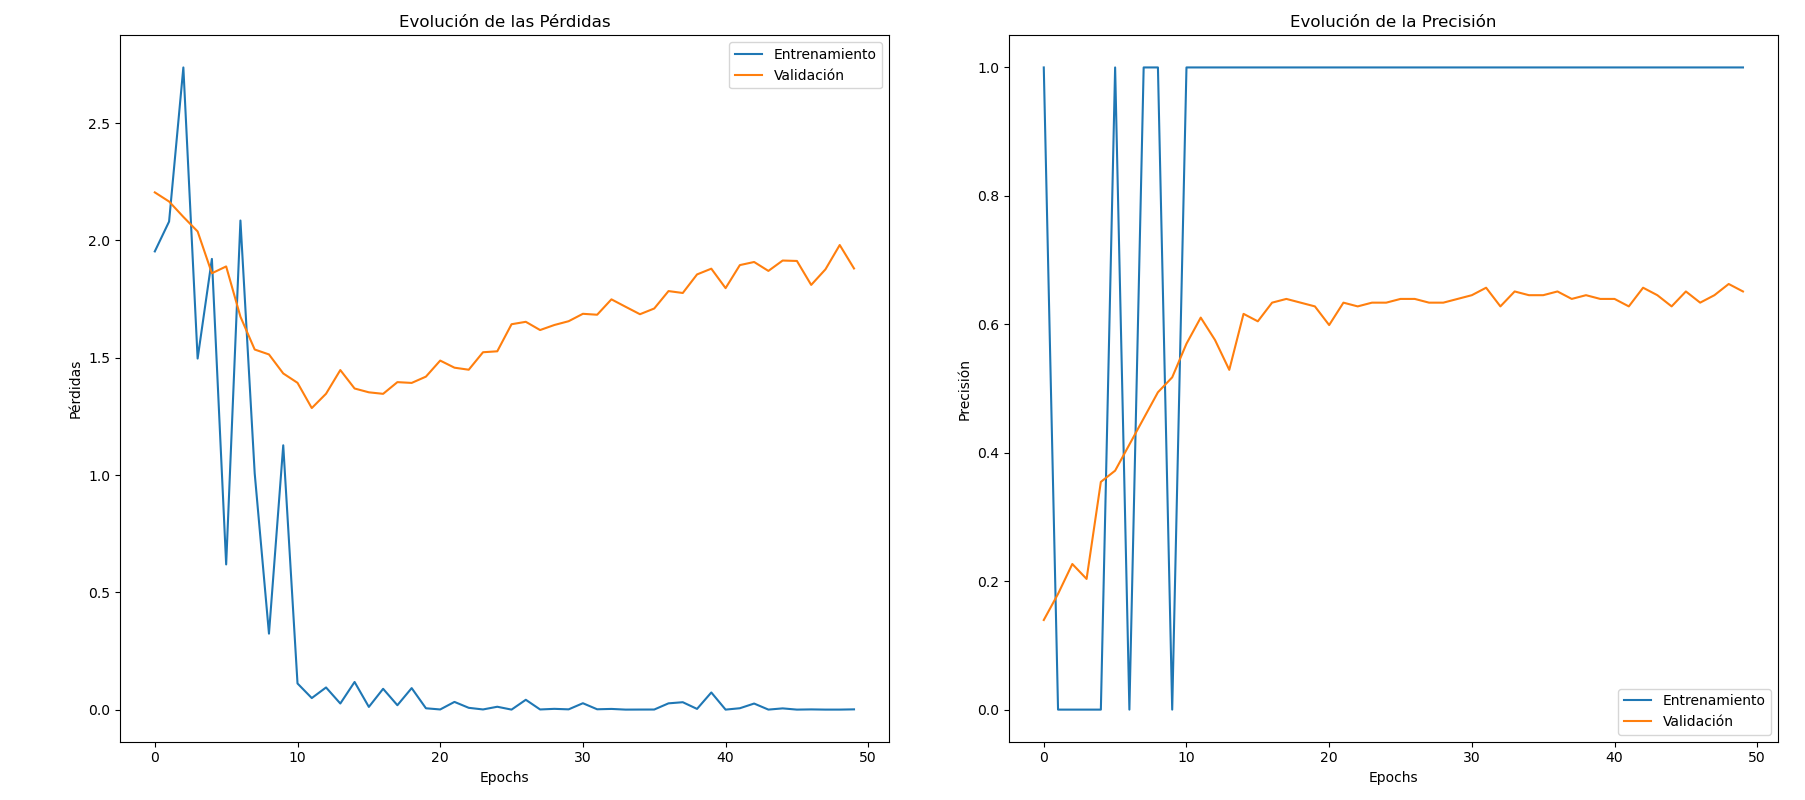 Evolución de las Pérdidas
Entrenamiento
Validación
Pérdidas
2.5
2.0
1.5
1.0
0.5
0.0
0 10 20 30 40 50
Epochs
Evolución de la Precisión
Precisión
1.0
0.8
0.6
0.4
0.2
0.0
Entrenamiento
Validación
0 10 20 30 40 50
Epochs